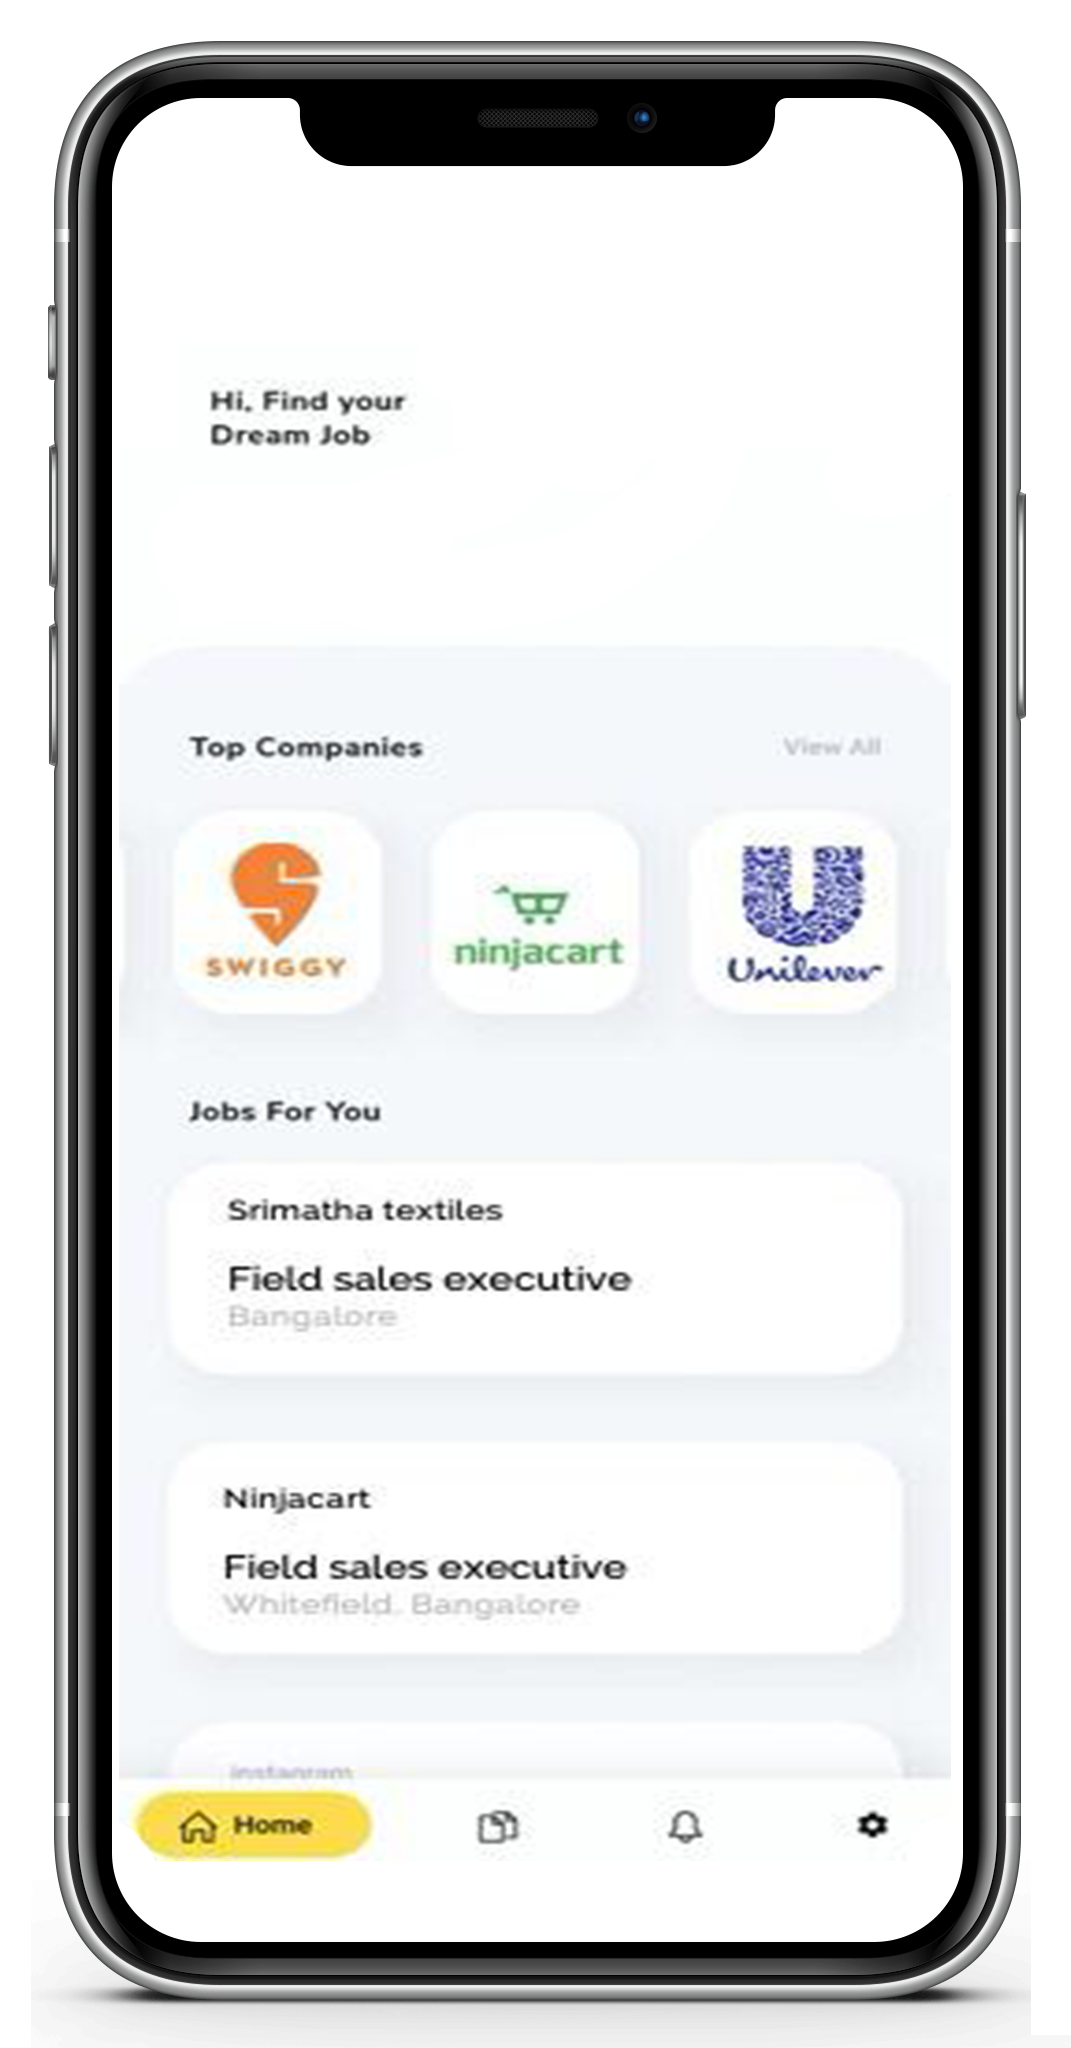 Hi, Find your
Dream Job
Top Companies
View All
SWIGGY
ninjacart
Unilever
Jobs For You
Srimatha textiles
Field sales executive
Bangalore
Ninjacart
Field sales executive
Whitefield, Bangalore
instagram
Home